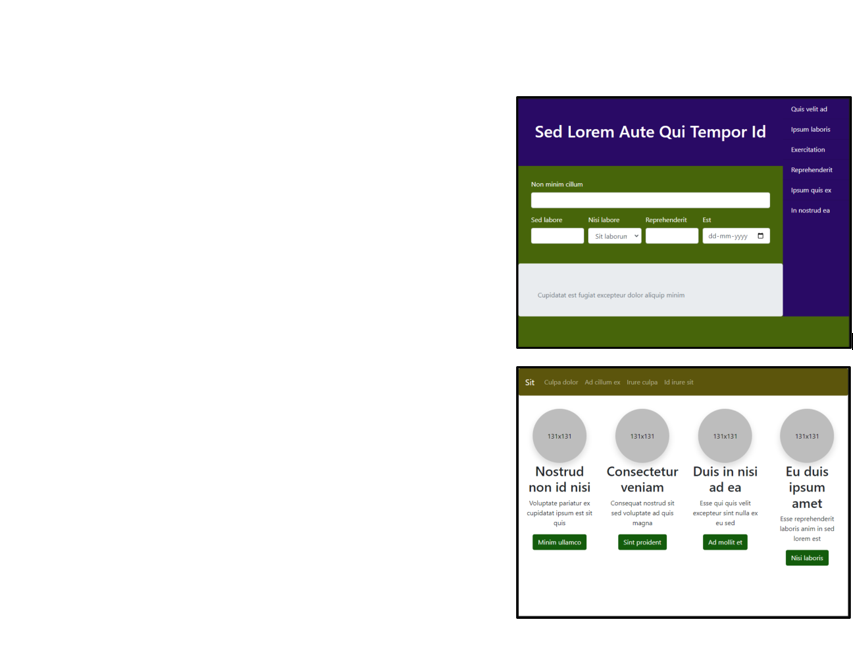 Sed Lorem Aute Qui Tempor Id
Quis velit ad
Ipsum laboris
Exercitation
Reprehenderit
Ipsum quis ex
In nostrud ea
Non minim cillum
Sed labore
Nisi labore
Reprehenderit
Est
Sit laborun
dd-mm-yyyy
Cupidatat est fugiat excepteur dolor aliquip minim
Sit Culpa dolor Ad cillum ex Irure culpa Id irure sit
131x131
Nostrud
non id nisi
Voluptate pariatur ex
cupidatat ipsum est sit
quis
Minim ullamco
131x131
Consectetur
veniam
Consequat nostrud sit
sed voluptate ad quis
magna
Sint proident
131x131
Duis in nisi
ad ea
Esse qui quis velit
excepteur sint nulla ex
eu sed
Ad mollit et
131x131
Eu duis
ipsum
amet
Esse reprehenderit
laboris anim in sed
lorem est
Nisi laboris